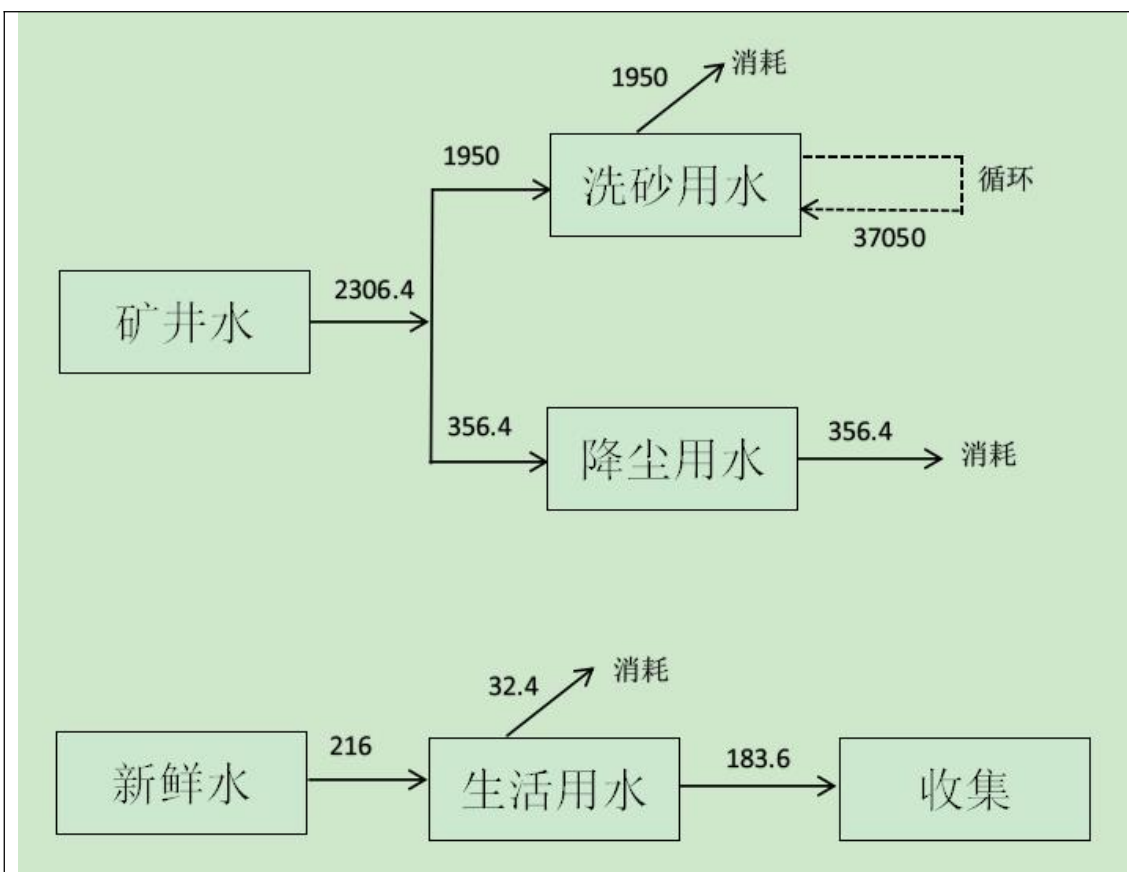 1950
消耗
1950
洗砂用水
循环
37050
矿井水
2306.4
356.4
降尘用水
356.4
消耗
32.4
消耗
新鲜水
216
生活用水
183.6
收集